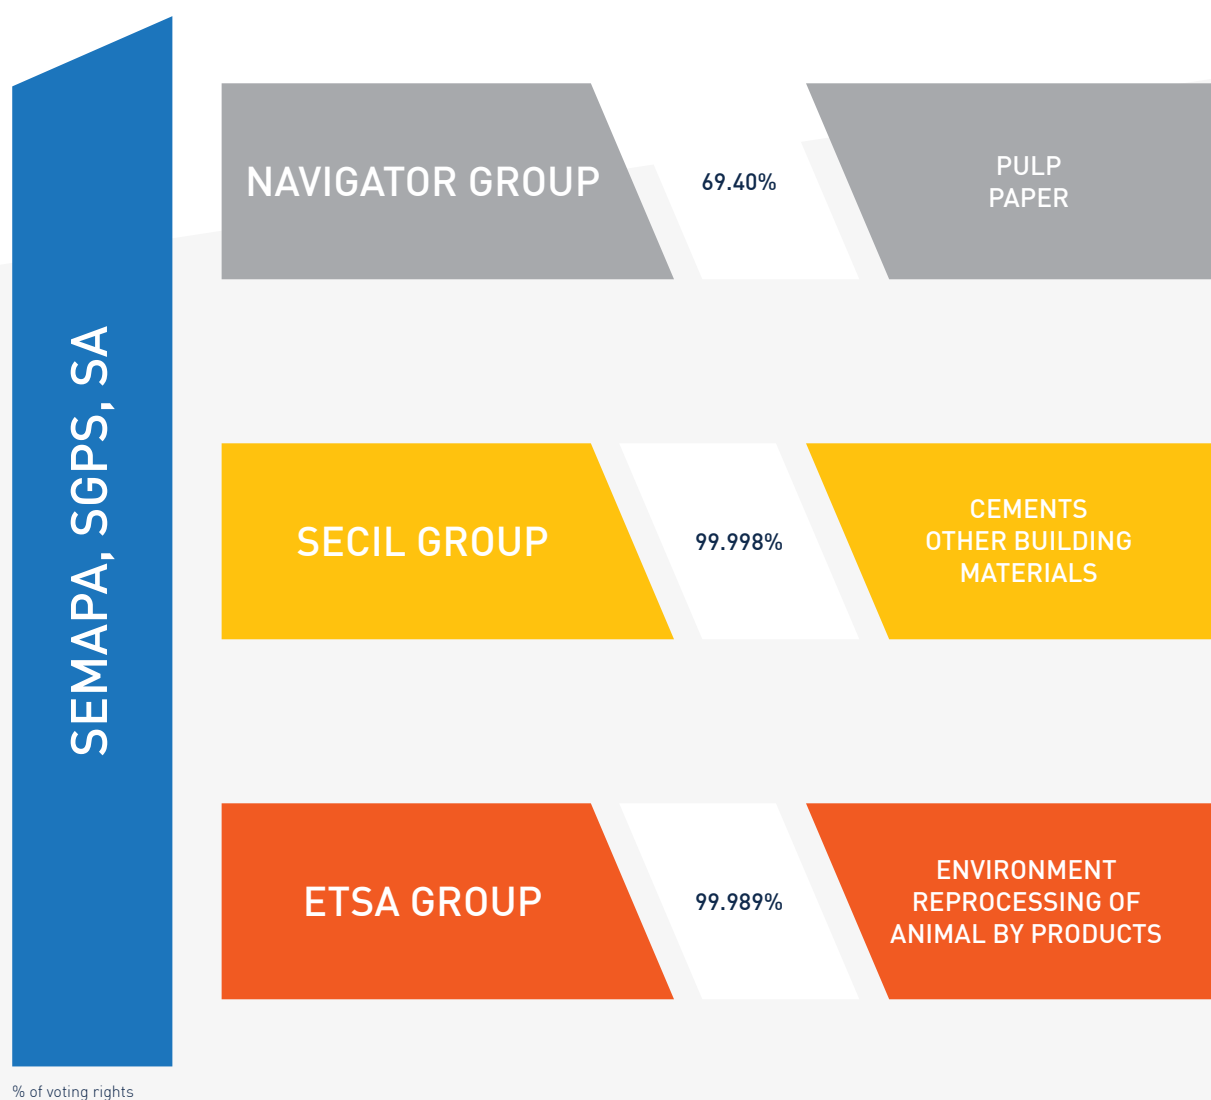 SEMAPA, SGPS, SA
NAVIGATOR GROUP
69.40%
PULP
PAPER
SECIL GROUP
99.998%
CEMENTS
OTHER BUILDING
MATERIALS
ETSA GROUP
99.989%
ENVIRONMENT
REPROCESSING OF
ANIMAL BY PRODUCTS
% of voting rights